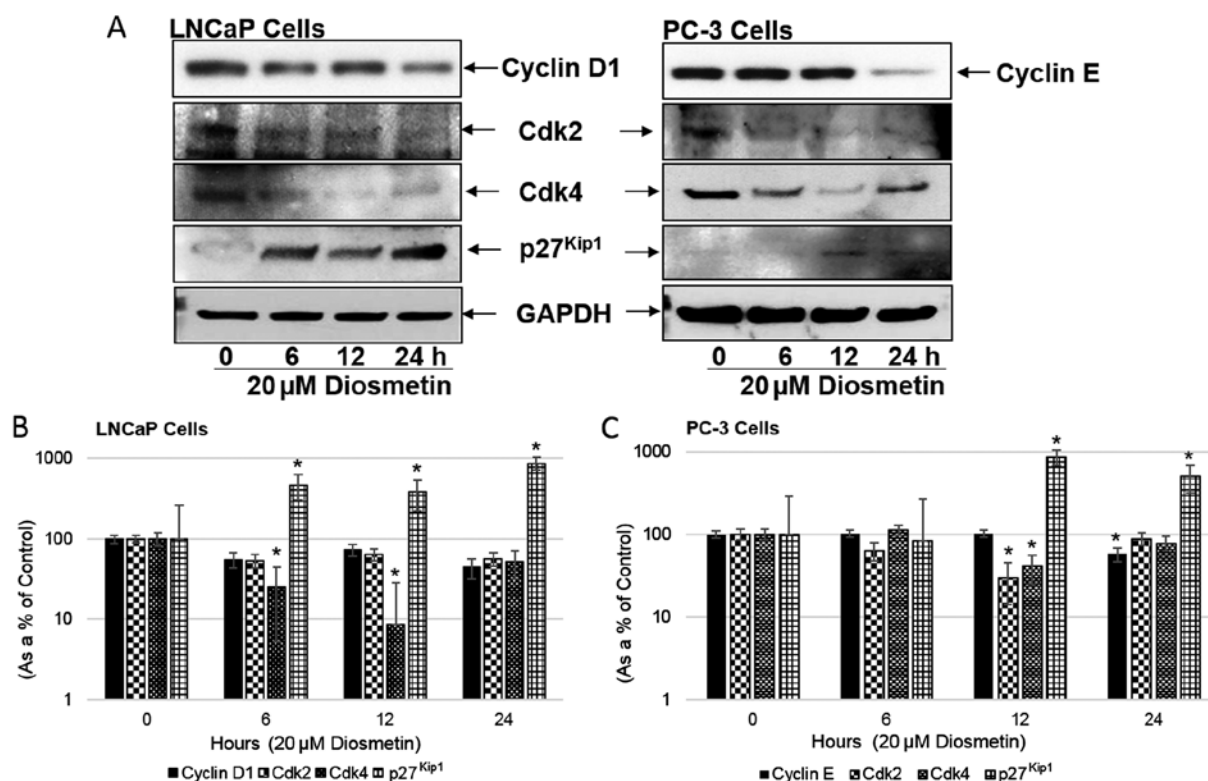 A
LNCaP Cells
PC-3 Cells
Cyclin D1
Cyclin E
Cdk2
Cdk4
p27Kip1
GAPDH
0 6 12 24 h
20 µM Diosmetin
0 6 12 24 h
20 µM Diosmetin
B
LNCaP Cells
(As a % of Control)
1000
100
10
1
* * * * *
0 6 12 24
Hours (20 µM Diosmetin)
Cyclin D1 Cdk2 Cdk4 p27Kip1
C
PC-3 Cells
(As a % of Control)
1000
100
10
1
* * * * *
0 6 12 24
Hours (20 µM Diosmetin)
Cyclin E Cdk2 Cdk4 p27Kip1